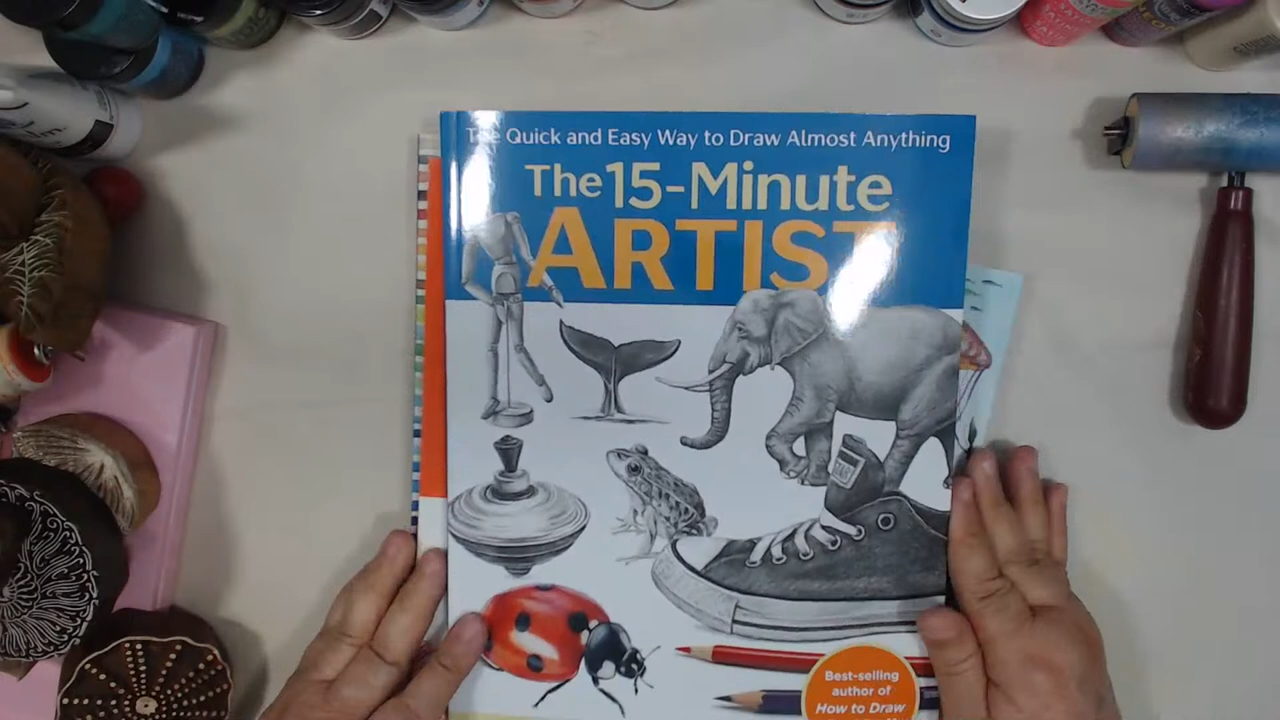 The Quick and Easy Way to Draw Almost Anything
The 15-Minute
ARTIST
Best-selling
author of
How to Draw